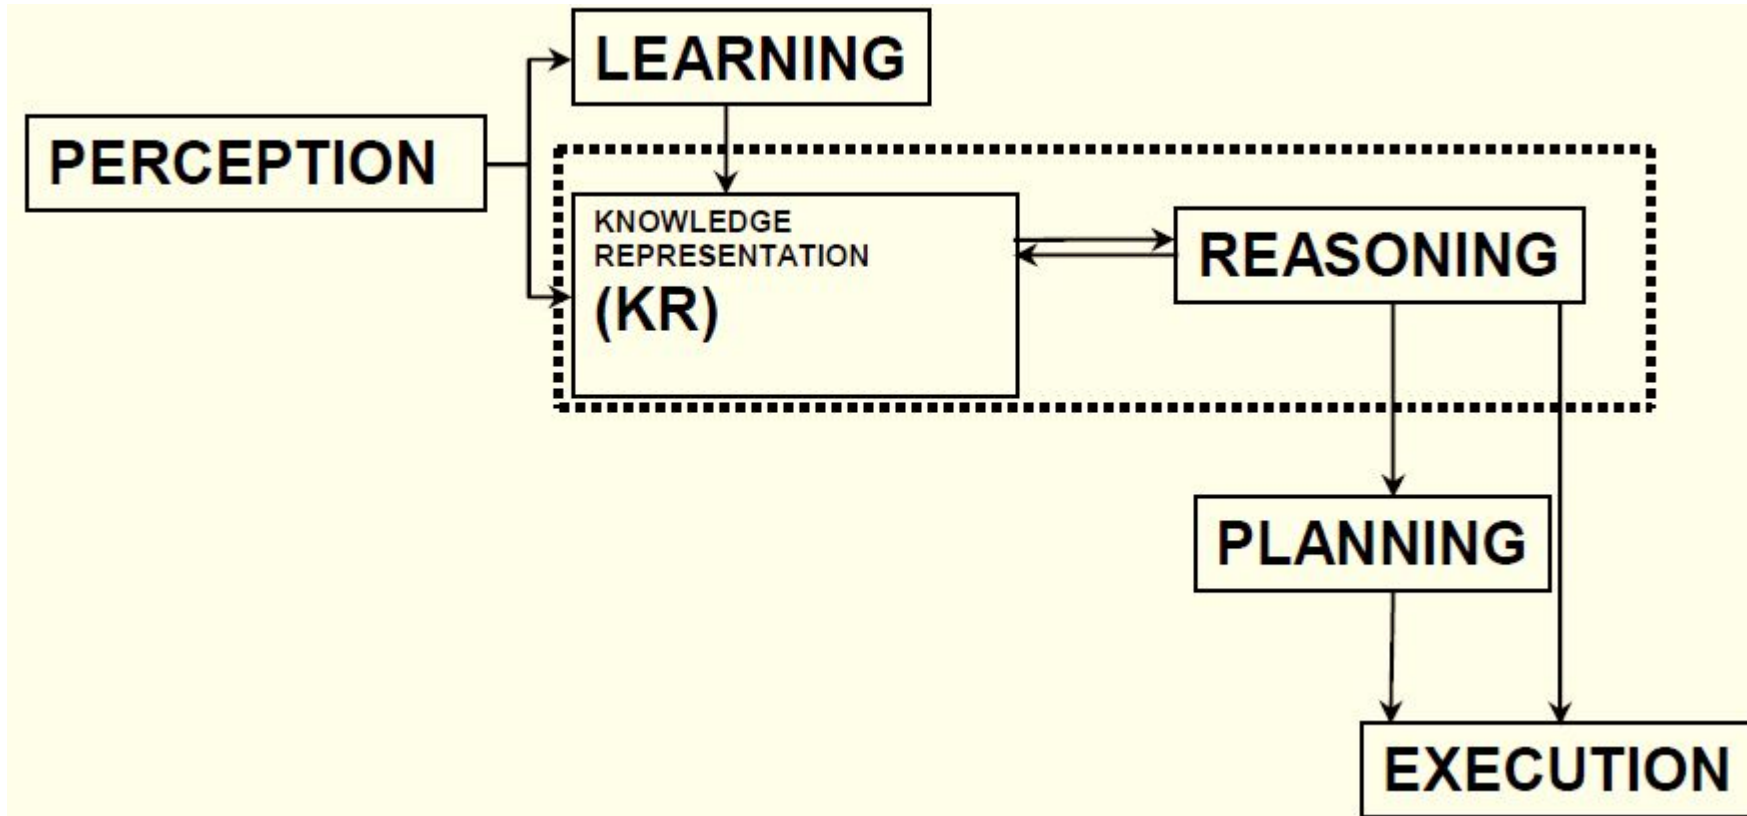 LEARNING
PERCEPTION
KNOWLEDGE
REPRESENTATION
(KR)
REASONING
PLANNING
EXECUTION